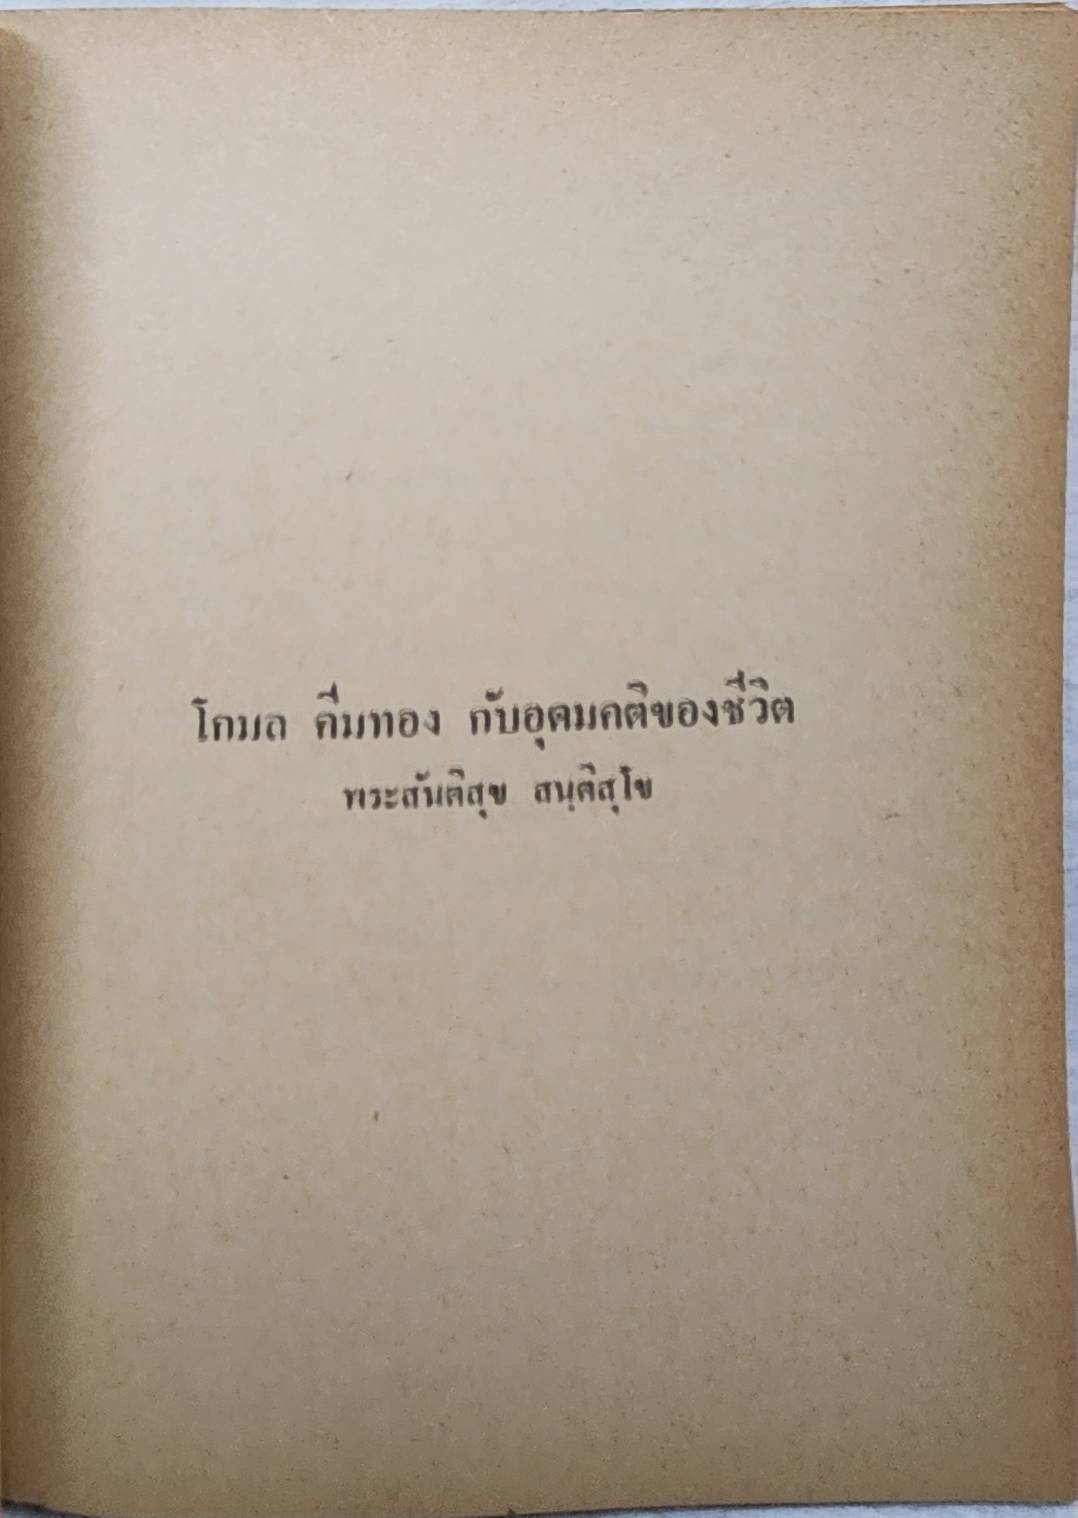 โกมล คีมทอง กับอุดมคติของชีวิต
พระสันติสุข สนฺติสุโข